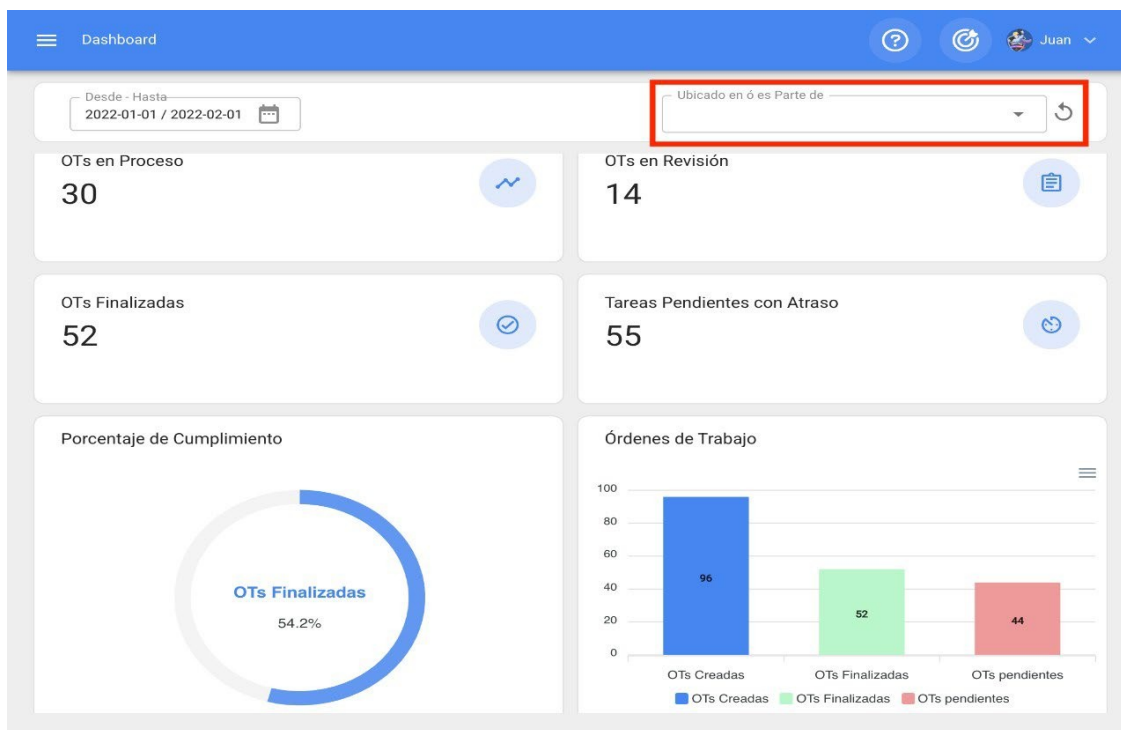 Dashboard
Juan
Desde - Hasta
2022-01-01 / 2022-02-01
Ubicado en ó es Parte de
OTs en Proceso
30
OTs en Revisión
14
OTs Finalizadas
52
Tareas Pendientes con Atraso
55
Porcentaje de Cumplimiento
OTs Finalizadas
54.2%
Órdenes de Trabajo
100
80
60
40
20
0
96
52
44
OTs Creadas OTs Finalizadas OTs pendientes
OTs Creadas OTs Finalizadas OTs pendientes